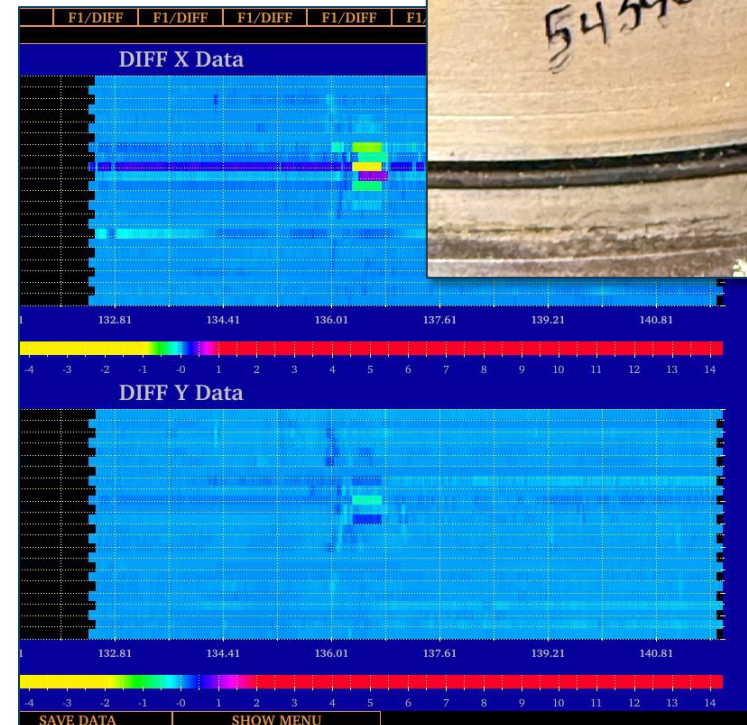 F1/DIFF F1/DIFF F1/DIFF F1/DIFF
DIFF X Data
132.81 134.41 136.01 137.61 139.21 140.81
-4 -3 -2 -1 -0 1 2 3 4 5 6 7 8 9 10 11 12 13 14
DIFF Y Data
132.81 134.41 136.01 137.61 139.21 140.81
-4 -3 -2 -1 -0 1 2 3 4 5 6 7 8 9 10 11 12 13 14
SAVE DATA SHOW MENU